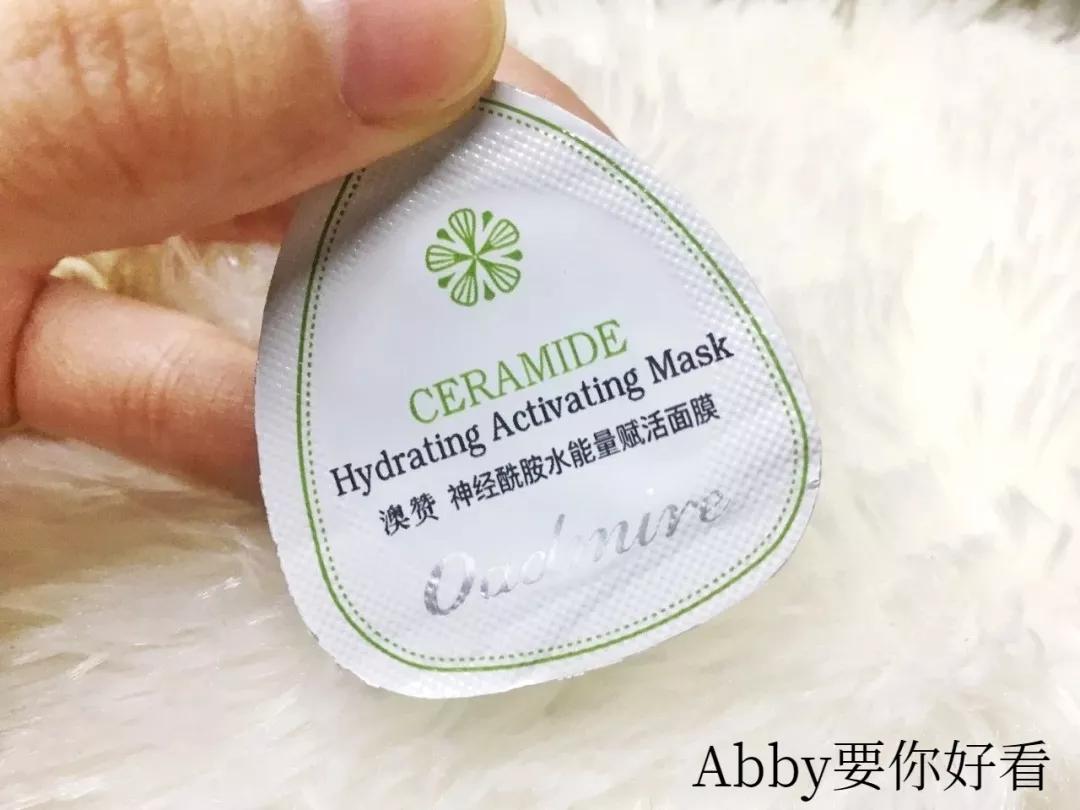 CERAMIDE
Hydrating Activating Mask
澳赞 神经酰胺水能量赋活面膜
Oadmire
Abby要你好看